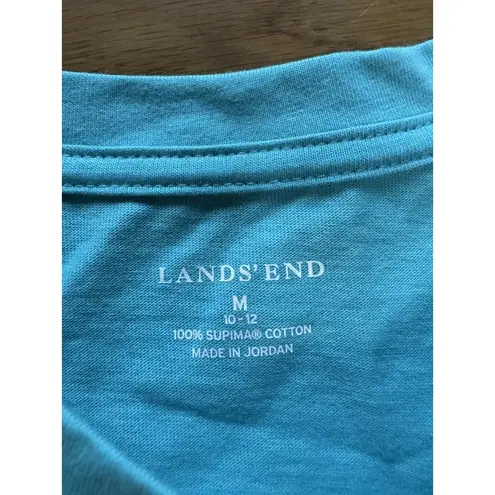 LANDS' END
M
10-12
100% SUPIMA® COTTON
MADE IN JORDAN